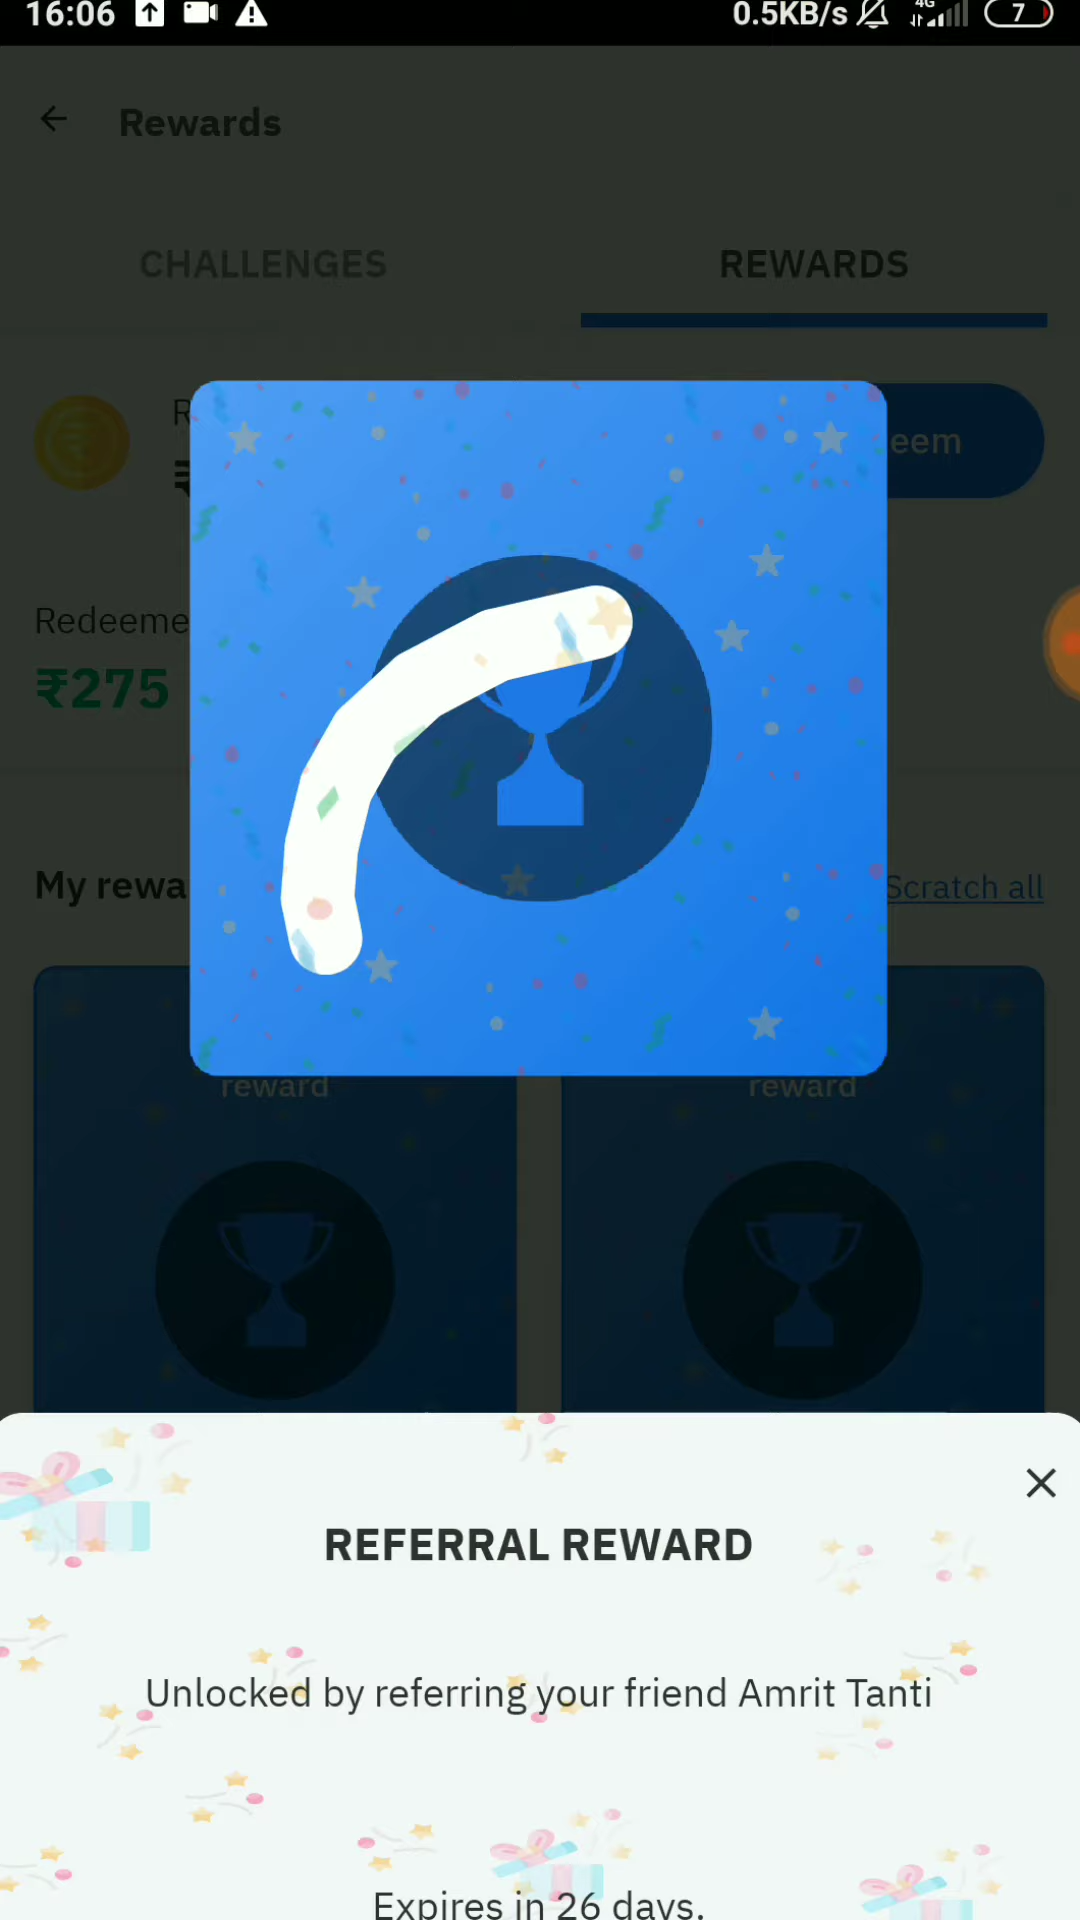 16:06 0.5KB/s 4G 7
Rewards
CHALLENGES REWARDS
R eem
₹
Redeeme
₹275
My rewa Scratch all
reward reward
REFERRAL REWARD
Unlocked by referring your friend Amrit Tanti
Expires in 26 days.